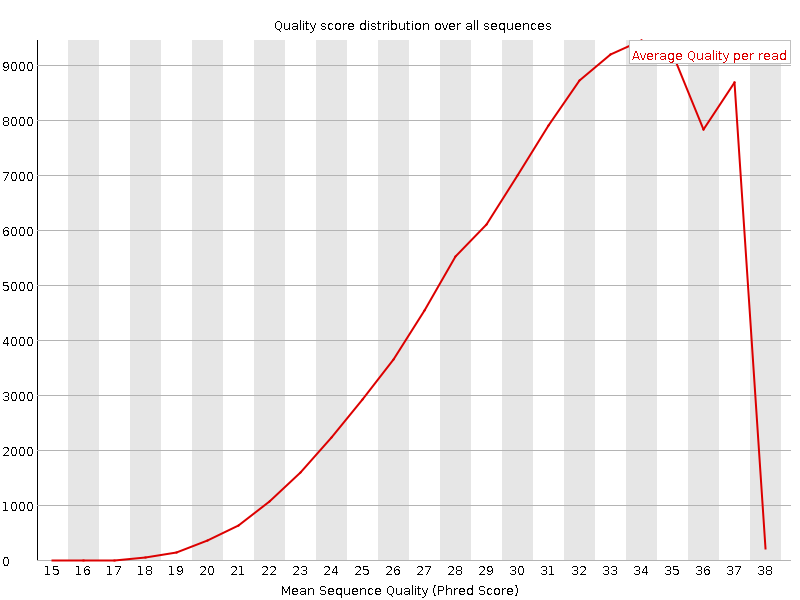 Quality score distribution over all sequences
Average Quality per read
9000
8000
7000
6000
5000
4000
3000
2000
1000
0
15 16 17 18 19 20 21 22 23 24 25 26 27 28 29 30 31 32 33 34 35 36 37 38
Mean Sequence Quality (Phred Score)